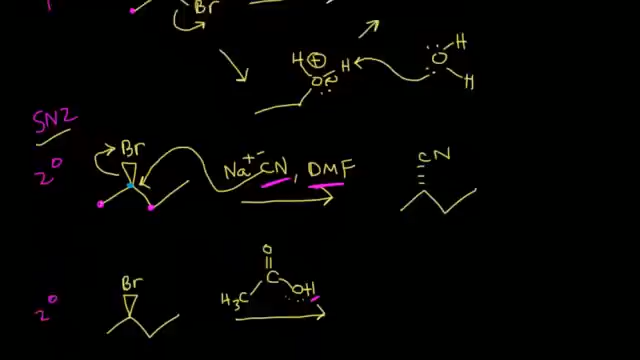 Br
H + H O H
O H
SN2
Br Na+ -CN, DMF CN
2°
O
Br C
H3C OH
2°